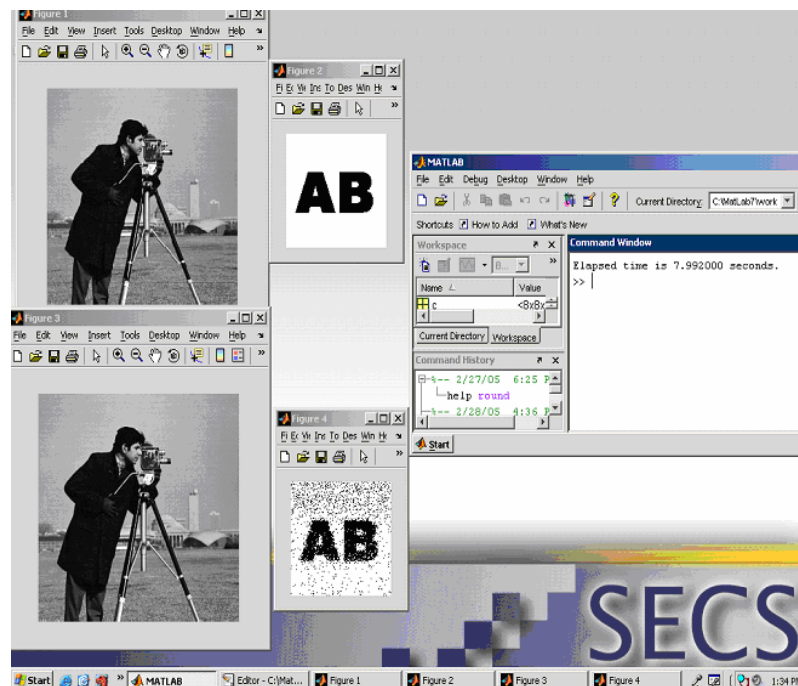 Figure 1
File Edit View Insert Tools Desktop Window Help
Figure 2
Fi Ec Vie Ins To Des Win He
AB
MATLAB
File Edit Debug Desktop Window Help
Current Directory: C:\MatLab7\work
Shortcuts How to Add What's New
Workspace
B...
Name Value
c <8x8x
Current Directory Workspace
Command Window
Elapsed time is 7.992000 seconds.
>>
Command History
%-- 2/27/05 6:25 P
help round
%-- 2/28/05 4:36 P
Start
Figure 3
File Edit View Insert Tools Desktop Window Help
Figure 4
Fi Ec Vie Ins To Des Win He
AB
SECS
Start MATLAB Editor - C:\Mat... Figure 1 Figure 2 Figure 3 Figure 4 1:34 PM